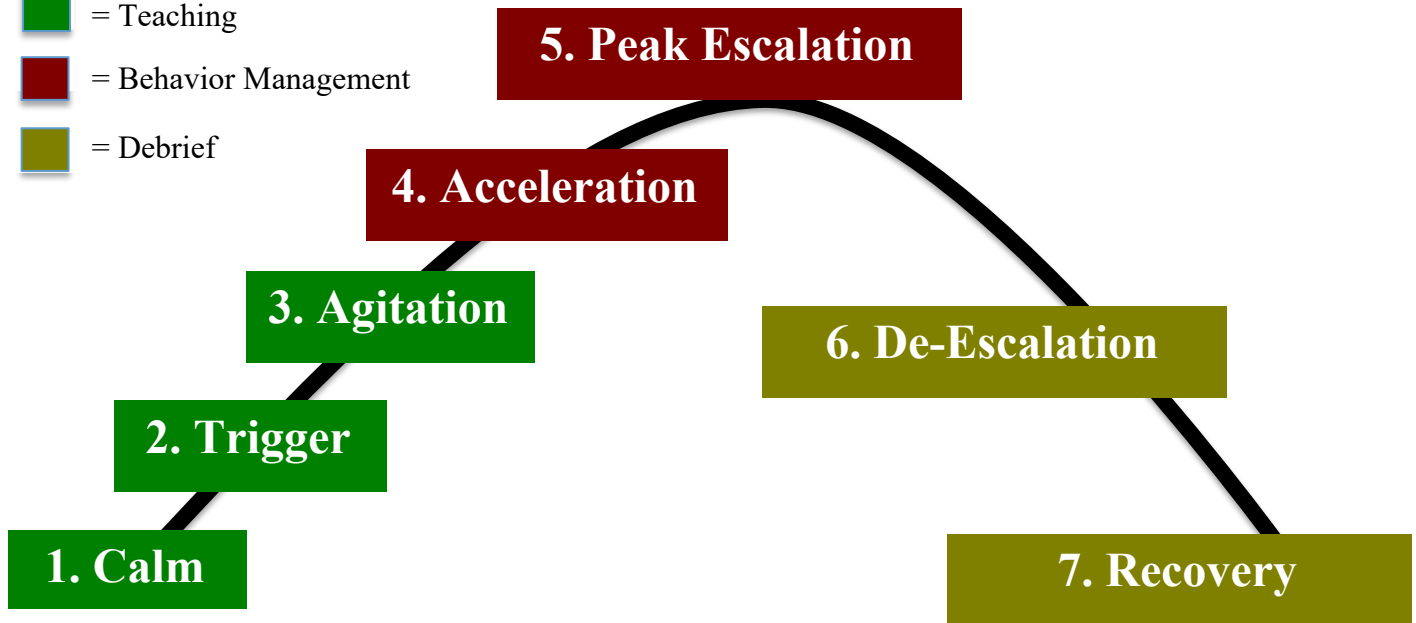 = Teaching
= Behavior Management
= Debrief
5. Peak Escalation
4. Acceleration
3. Agitation
6. De-Escalation
2. Trigger
1. Calm
7. Recovery